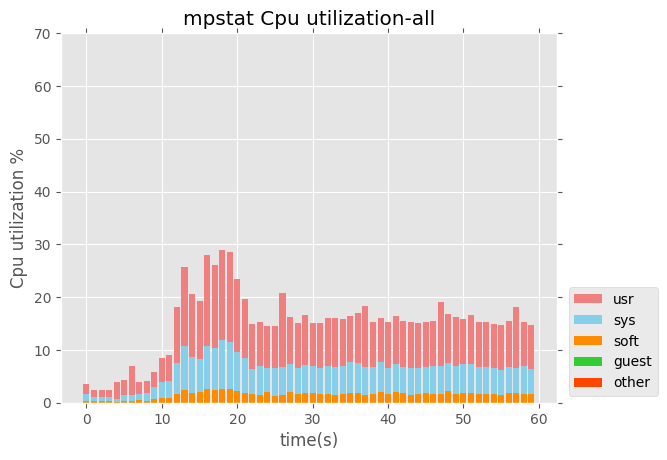 mpstat Cpu utilization-all
Cpu utilization %
70
60
50
40
30
20
10
0
0 10 20 30 40 50 60
time(s)
usr
sys
soft
guest
other